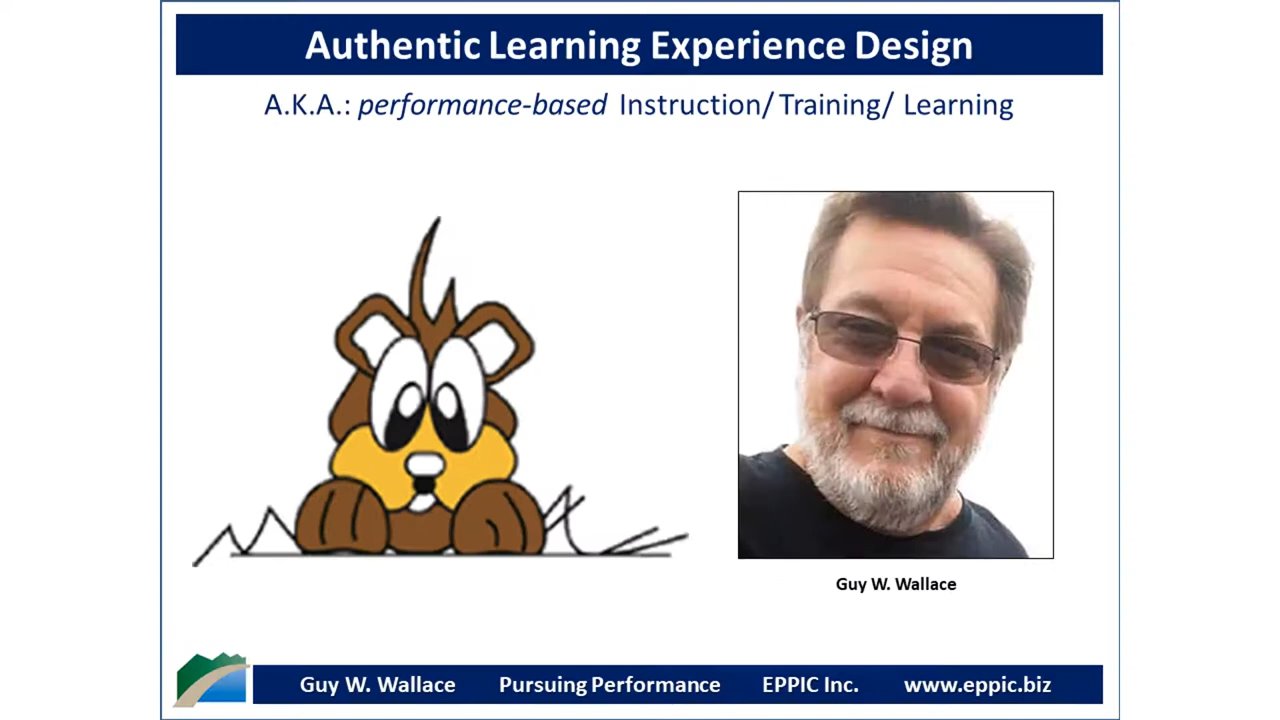 Authentic Learning Experience Design
A.K.A.: performance-based Instruction/ Training/ Learning
Guy W. Wallace
Guy W. Wallace Pursuing Performance EPPIC Inc. www.eppic.biz